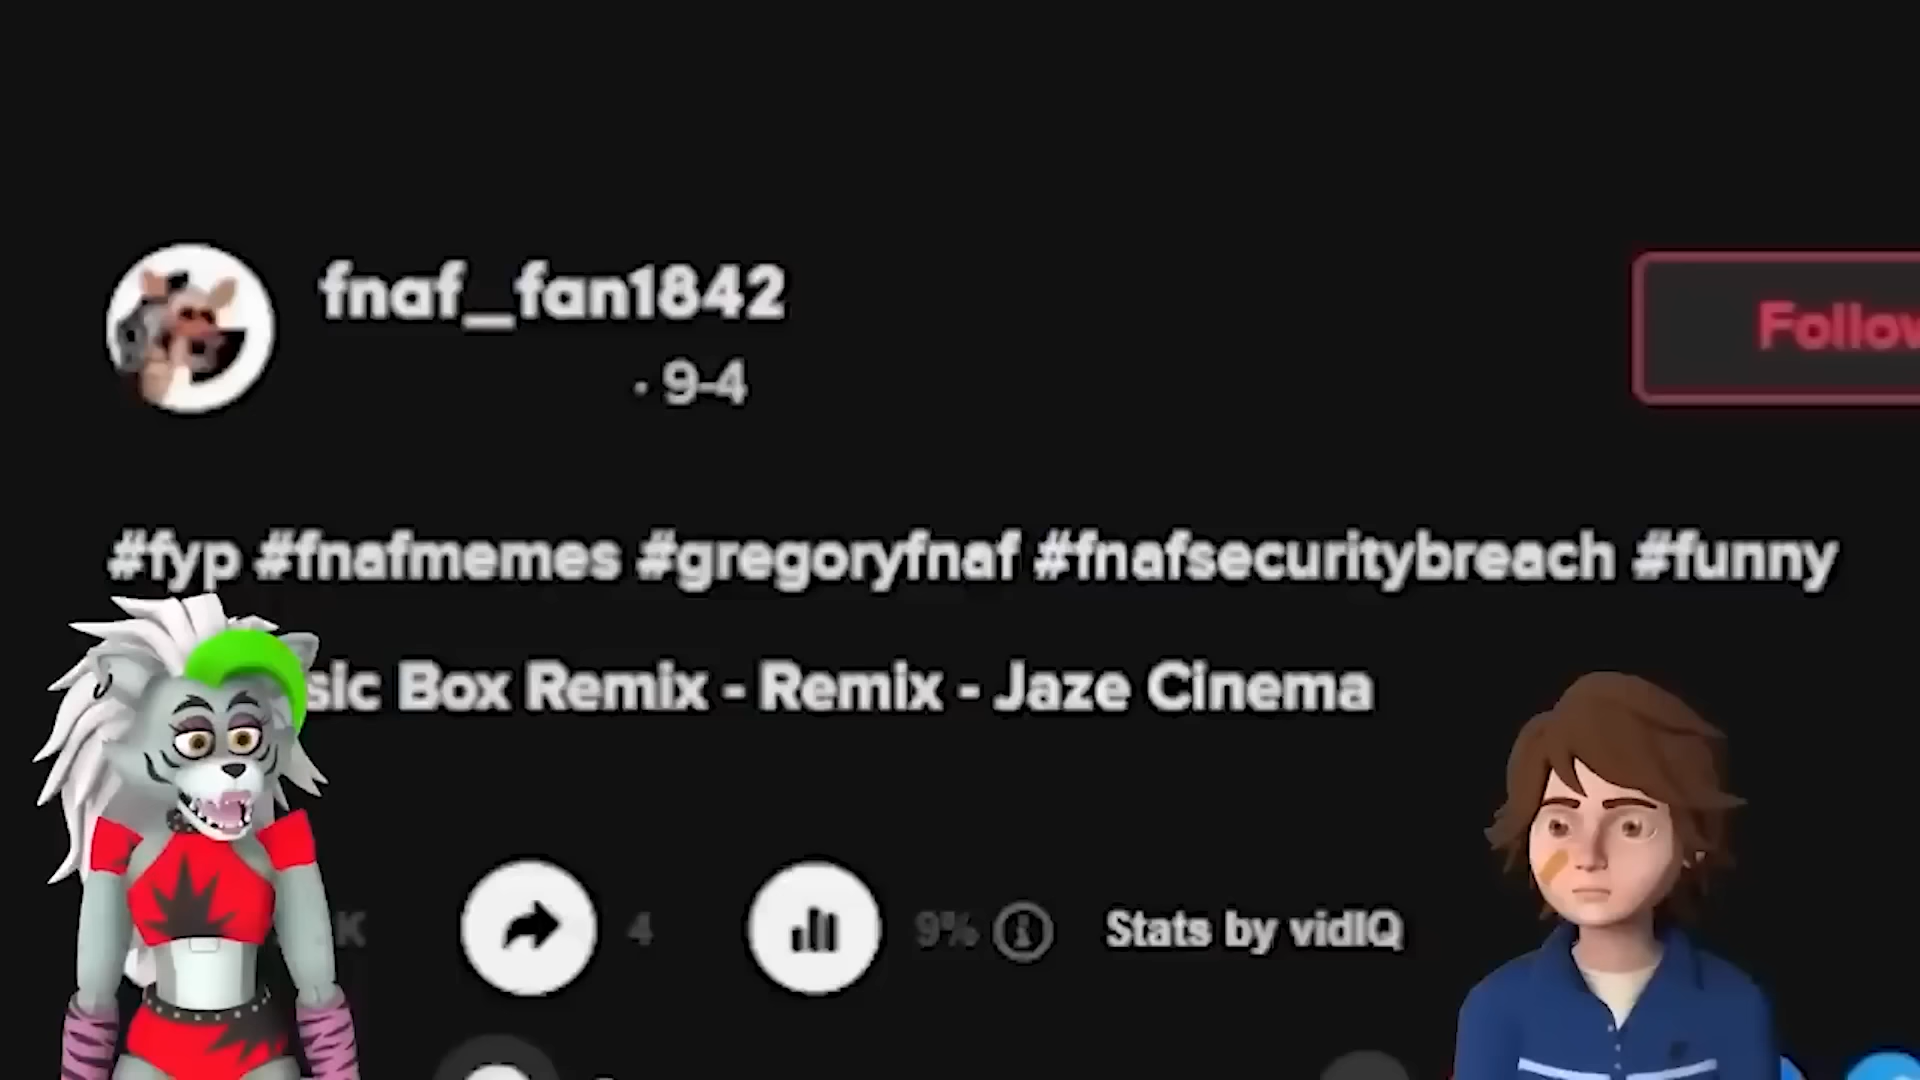 fnaf_fan1842
· 9-4
Follow
#fyp #fnafmemes #gregoryfnaf #fnafsecuritybreach #funny
sic Box Remix - Remix - Jaze Cinema
K
4
9%
Stats by vidIQ